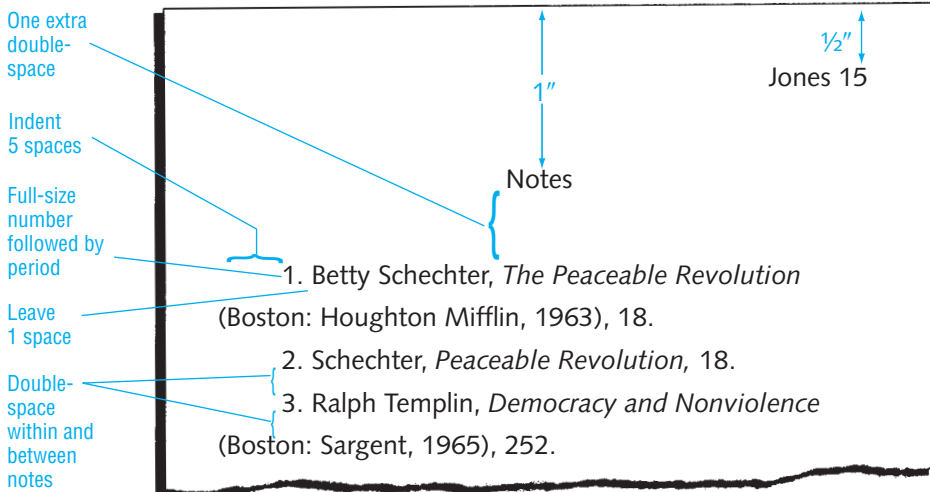 One extra
double-
space
½″
Jones 15
1″
Indent
5 spaces
Notes
Full-size
number
followed by
period
1. Betty Schechter, The Peaceable Revolution
(Boston: Houghton Mifflin, 1963), 18.
Leave
1 space
2. Schechter, Peaceable Revolution, 18.
Double-
space
within and
between
notes
3. Ralph Templin, Democracy and Nonviolence
(Boston: Sargent, 1965), 252.